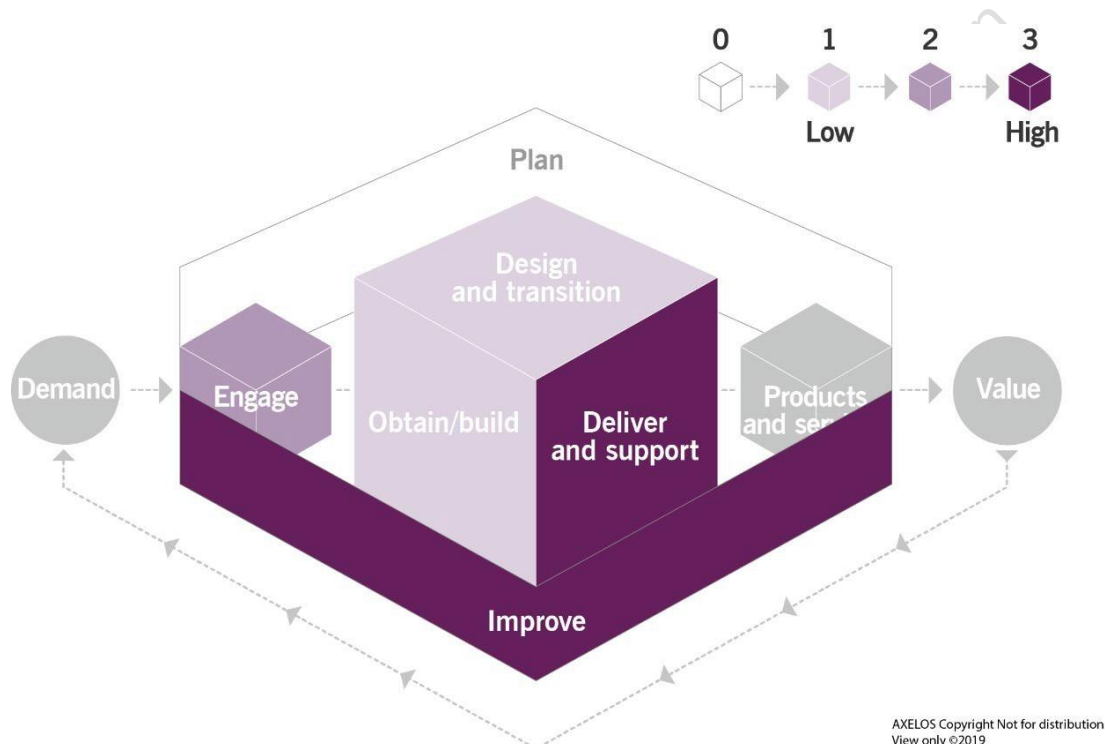 0 1 2 3
Low High
Plan
Design
and transition
Demand
Engage
Obtain/build
Deliver
and support
Products
and
Value
Improve
AXELOS Copyright Not for distribution
View only ©2019